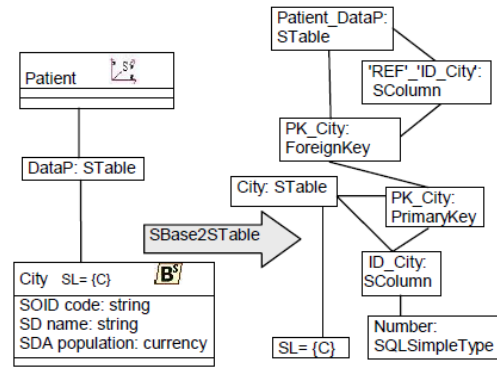 Patient
DataP: STable
City SL= {C} B^S
SOID code: string
SD name: string
SDA population: currency
SBase2STable
Patient_DataP:
STable
'REF'_'ID_City':
SColumn
PK_City:
ForeignKey
City: STable
PK_City:
PrimaryKey
ID_City:
SColumn
SL= {C}
Number:
SQLSimpleType